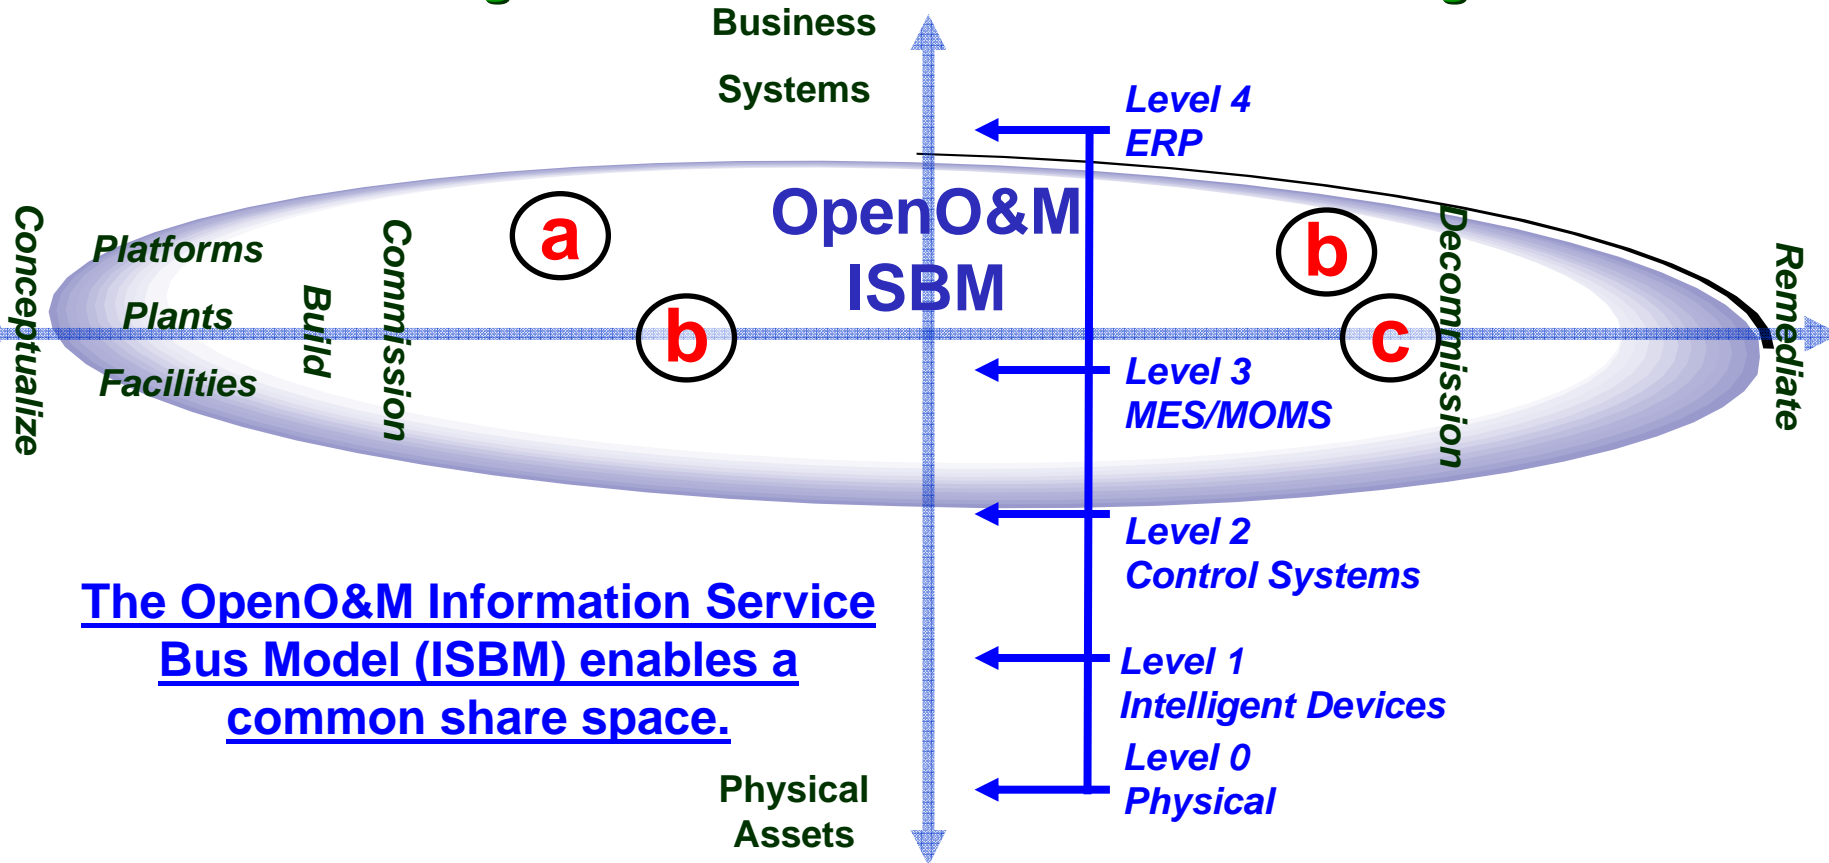 Business
Systems
Level 4
ERP
OpenO&M
ISBM
a
b
Conceptualize
Platforms
Plants
Facilities
Build
Commission
b
c
Decommission
Remediate
Level 3
MES/MOMS
Level 2
Control Systems
The OpenO&M Information Service
Bus Model (ISBM) enables a
common share space.
Level 1
Intelligent Devices
Level 0
Physical
Physical
Assets